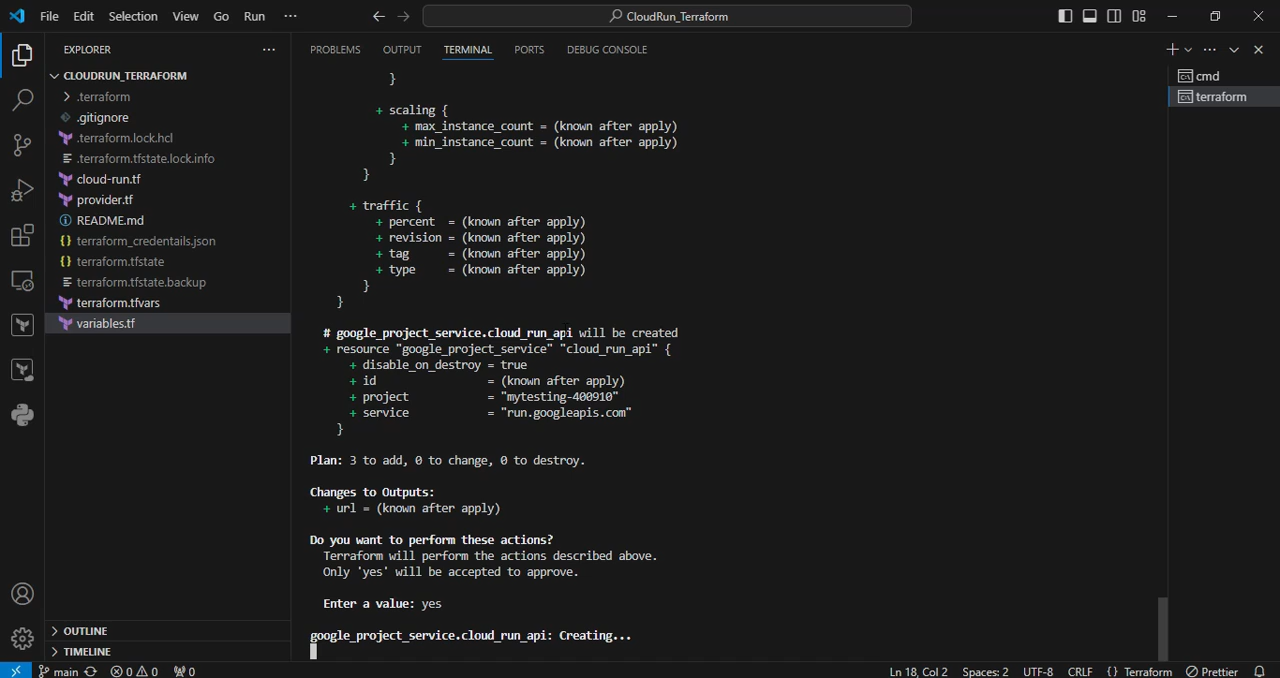 File Edit Selection View Go Run ···
CloudRun_Terraform
EXPLORER ···
CLOUDRUN_TERRAFORM
.terraform
.gitignore
.terraform.lock.hcl
.terraform.tfstate.lock.info
cloud-run.tf
provider.tf
README.md
{} terraform_credentails.json
{} terraform.tfstate
terraform.tfstate.backup
terraform.tfvars
variables.tf
OUTLINE
TIMELINE
PROBLEMS OUTPUT TERMINAL PORTS DEBUG CONSOLE
}
+ scaling {
+ max_instance_count = (known after apply)
+ min_instance_count = (known after apply)
}
}
+ traffic {
+ percent = (known after apply)
+ revision = (known after apply)
+ tag = (known after apply)
+ type = (known after apply)
}
}
# google_project_service.cloud_run_api will be created
+ resource "google_project_service" "cloud_run_api" {
+ disable_on_destroy = true
+ id = (known after apply)
+ project = "mytesting-400910"
+ service = "run.googleapis.com"
}
Plan: 3 to add, 0 to change, 0 to destroy.
Changes to Outputs:
+ url = (known after apply)
Do you want to perform these actions?
Terraform will perform the actions described above.
Only 'yes' will be accepted to approve.
Enter a value: yes
google_project_service.cloud_run_api: Creating...
cmd
terraform
main 0 0 0 Ln 18, Col 2 Spaces: 2 UTF-8 CRLF {} Terraform Prettier